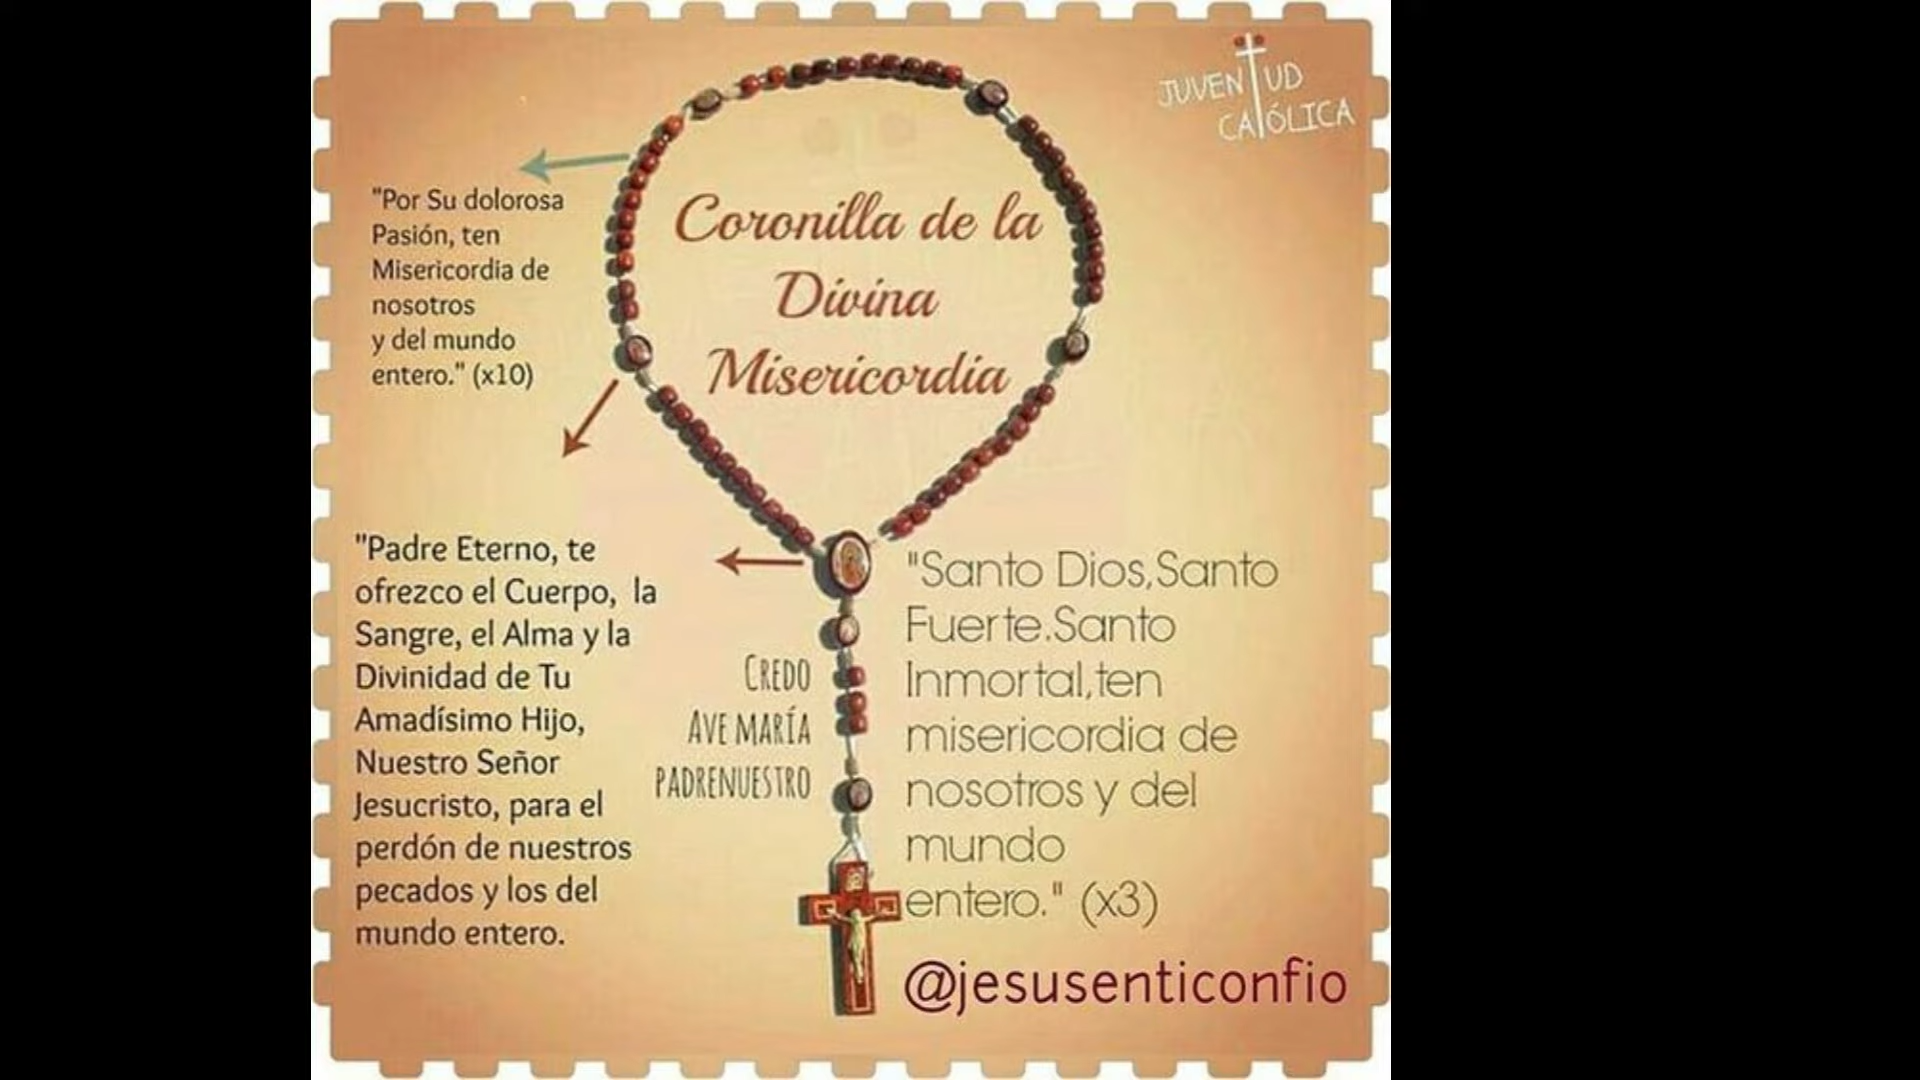 JUVENTUD
CATÓLICA
"Por Su dolorosa
Pasión, ten
Misericordia de
nosotros
y del mundo
entero." (x10)
Coronilla de la
Divina
Misericordia
"Padre Eterno, te
ofrezco el Cuerpo, la
Sangre, el Alma y la
Divinidad de Tu
Amadísimo Hijo,
Nuestro Señor
Jesucristo, para el
perdón de nuestros
pecados y los del
mundo entero.
CREDO
AVE MARÍA
PADRENUESTRO
"Santo Dios,Santo
Fuerte.Santo
Inmortal,ten
misericordia de
nosotros y del
mundo
entero." (x3)
@jesusenticonfio